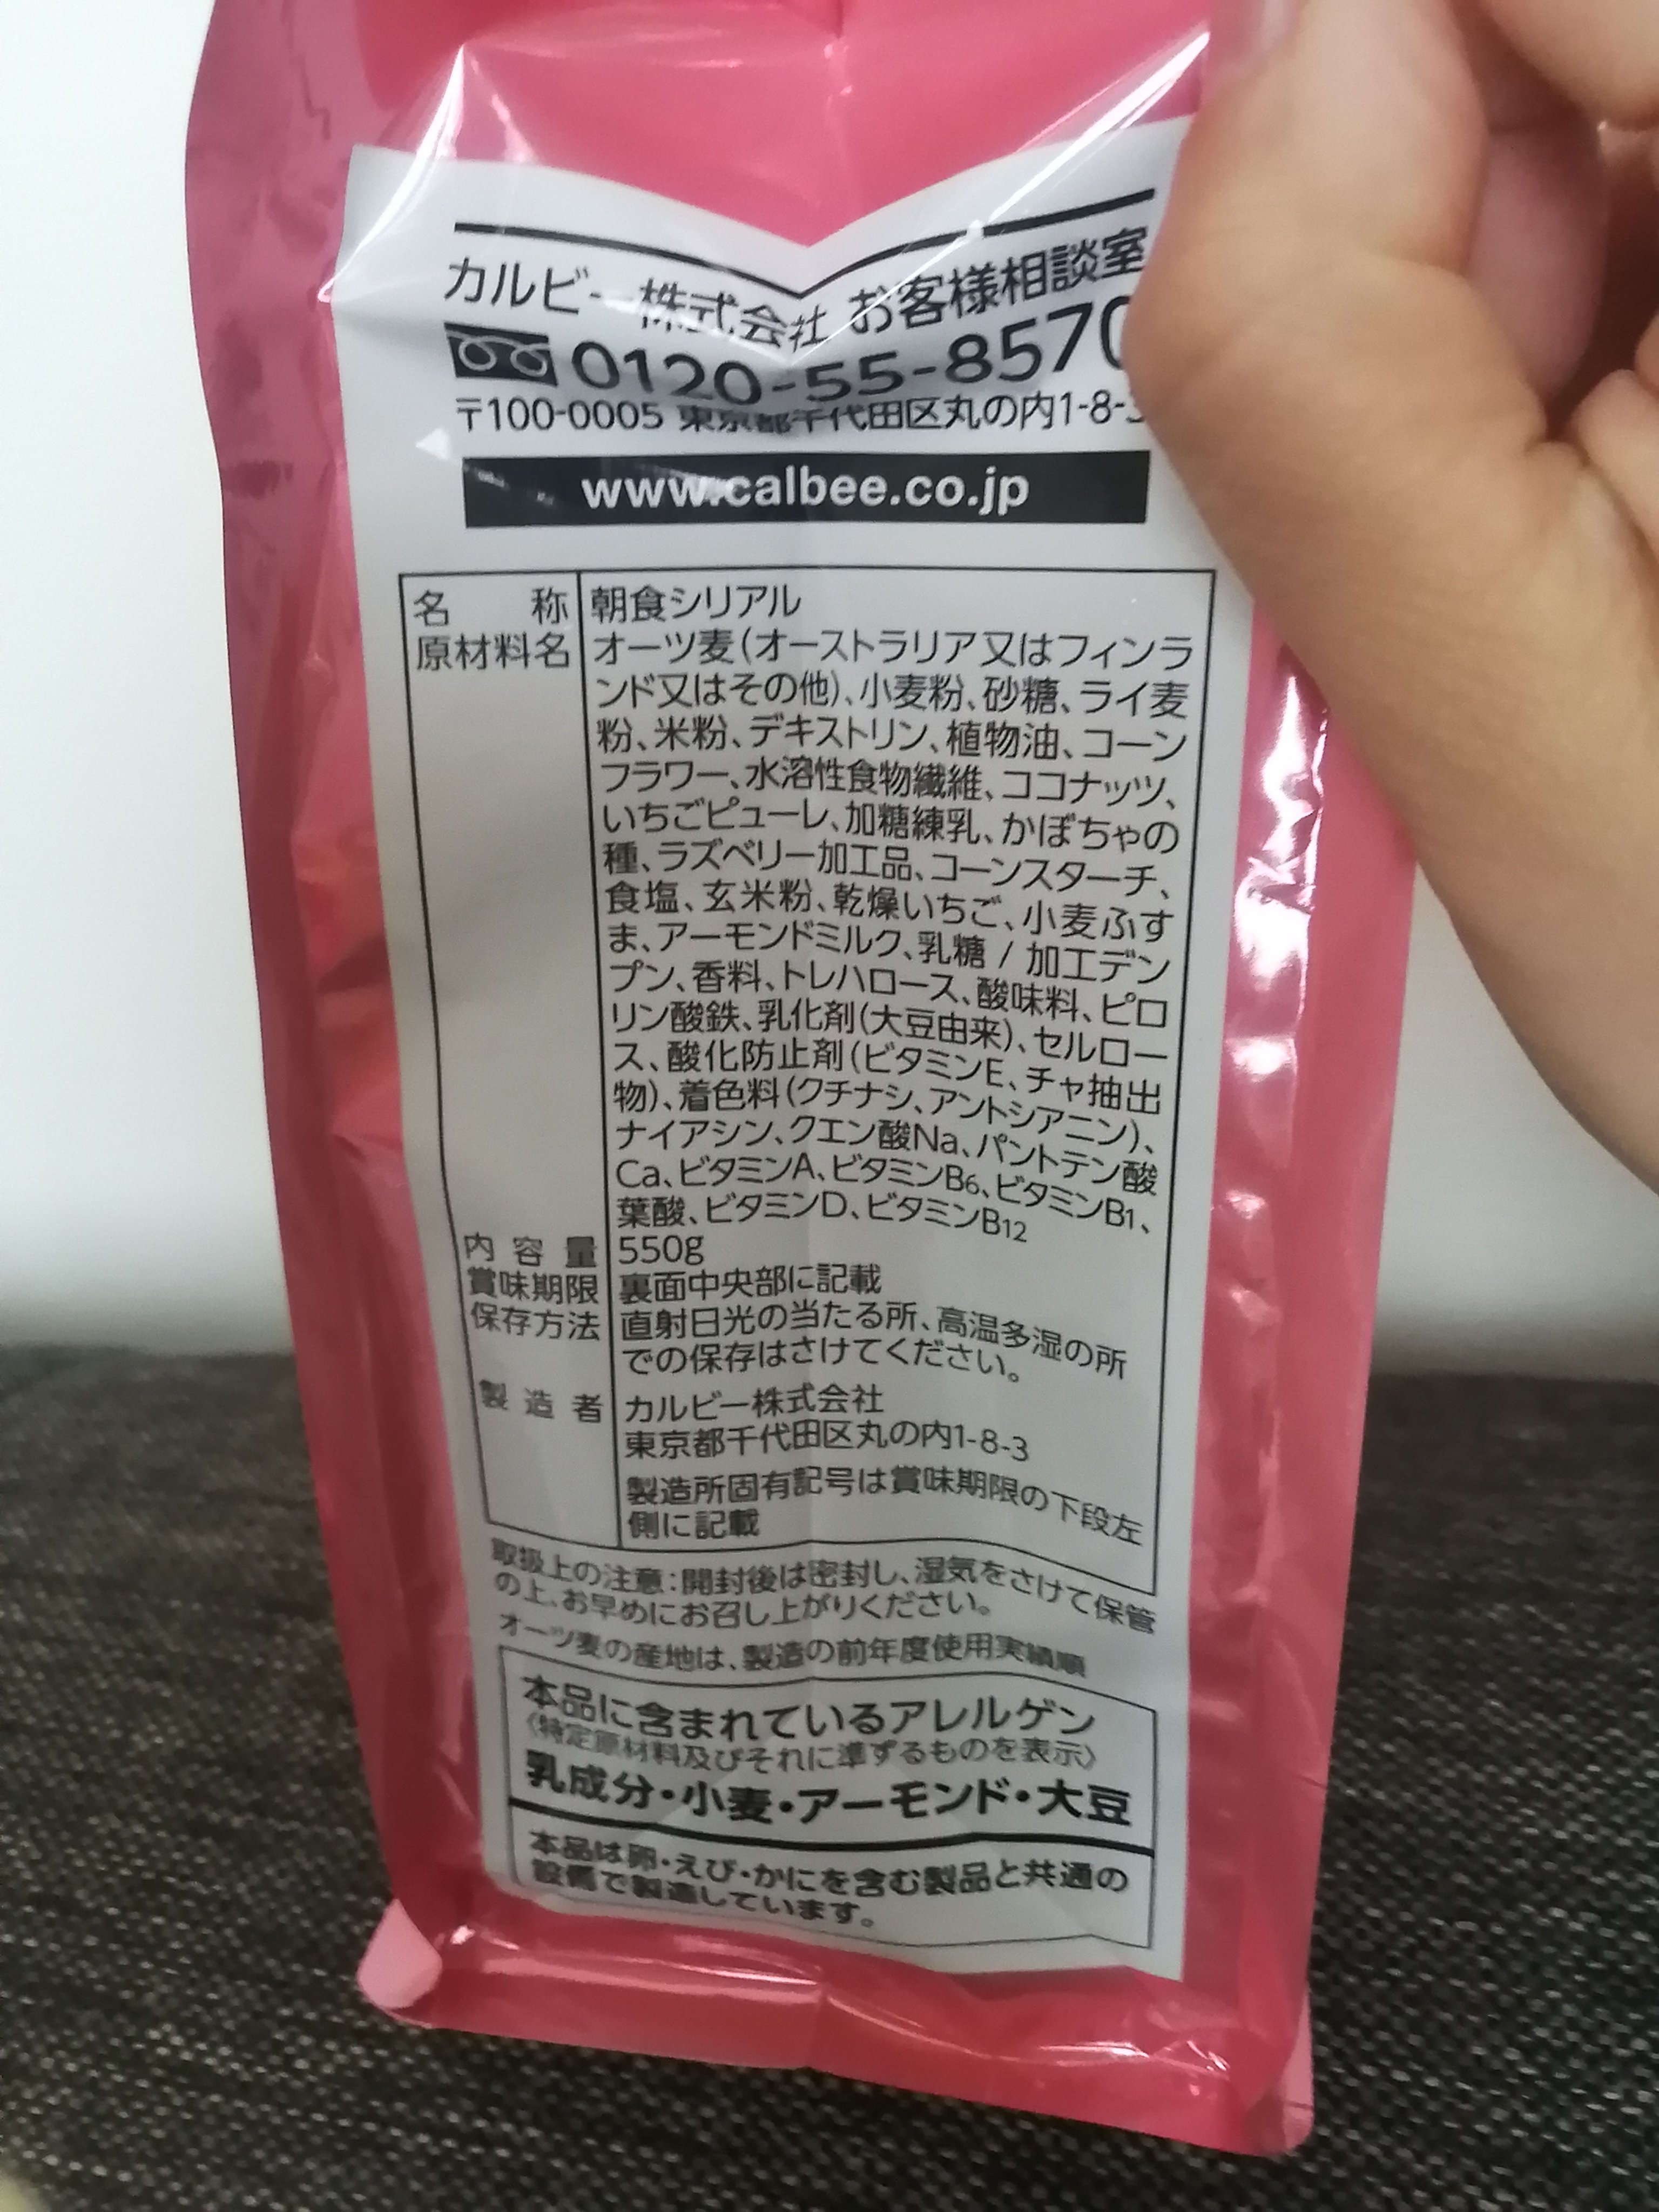 カルビー株式会社 お客様相談室
0120-55-8570
〒100-0005 東京都千代田区丸の内1-8-3
www.calbee.co.jp
名称 朝食シリアル
原材料名 オーツ麦(オーストラリア又はフィンラ
ンド又はその他)、小麦粉、砂糖、ライ麦
粉、米粉、デキストリン、植物油、コーン
フラワー、水溶性食物繊維、ココナッツ、
いちごピューレ、加糖練乳、かぼちゃの
種、ラズベリー加工品、コーンスターチ、
食塩、玄米粉、乾燥いちご、小麦ふす
ま、アーモンドミルク、乳糖 / 加工デン
プン、香料、トレハロース、酸味料、ピロ
リン酸鉄、乳化剤(大豆由来)、セルロー
ス、酸化防止剤(ビタミンE、チャ抽出
物)、着色料(クチナシ、アントシアニン)、
ナイアシン、クエン酸Na、パントテン酸
Ca、ビタミンA、ビタミンB6、ビタミンB1、
葉酸、ビタミンD、ビタミンB12
内容量 550g
賞味期限 裏面中央部に記載
保存方法 直射日光の当たる所、高温多湿の所
での保存はさけてください。
製造者 カルビー株式会社
東京都千代田区丸の内1-8-3
製造所固有記号は賞味期限の下段左
側に記載
取扱上の注意:開封後は密封し、湿気をさけて保管
の上、お早めにお召し上がりください。
オーツ麦の産地は、製造の前年度使用実績順
本品に含まれているアレルゲン
〈特定原材料及びそれに準ずるものを表示〉
乳成分・小麦・アーモンド・大豆
本品は卵・えび・かにを含む製品と共通の
設備で製造しています。